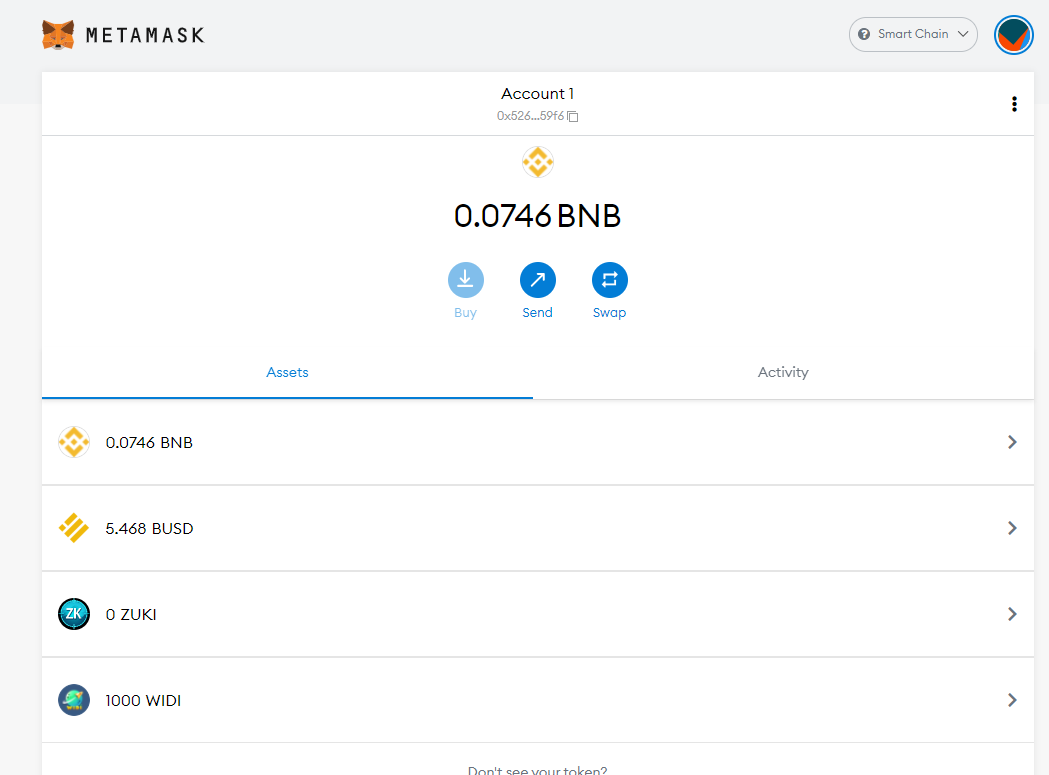 METAMASK
Smart Chain
Account 1
0x526...59f6
0.0746 BNB
Buy
Send
Swap
Assets
Activity
0.0746 BNB
5.468 BUSD
ZK
0 ZUKI
WIDI
1000 WIDI
Don't see your token?